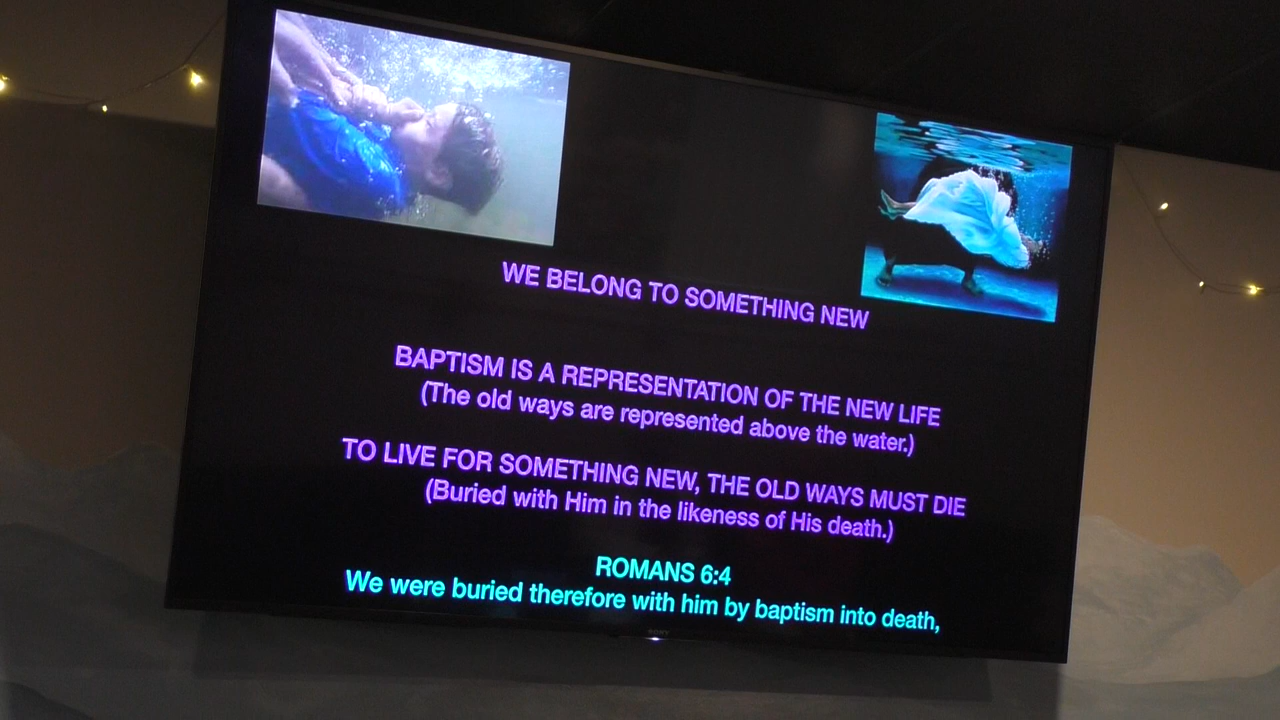 WE BELONG TO SOMETHING NEW
BAPTISM IS A REPRESENTATION OF THE NEW LIFE
(The old ways are represented above the water.)
TO LIVE FOR SOMETHING NEW, THE OLD WAYS MUST DIE
(Buried with Him in the likeness of His death.)
ROMANS 6:4
We were buried therefore with him by baptism into death,
SONY